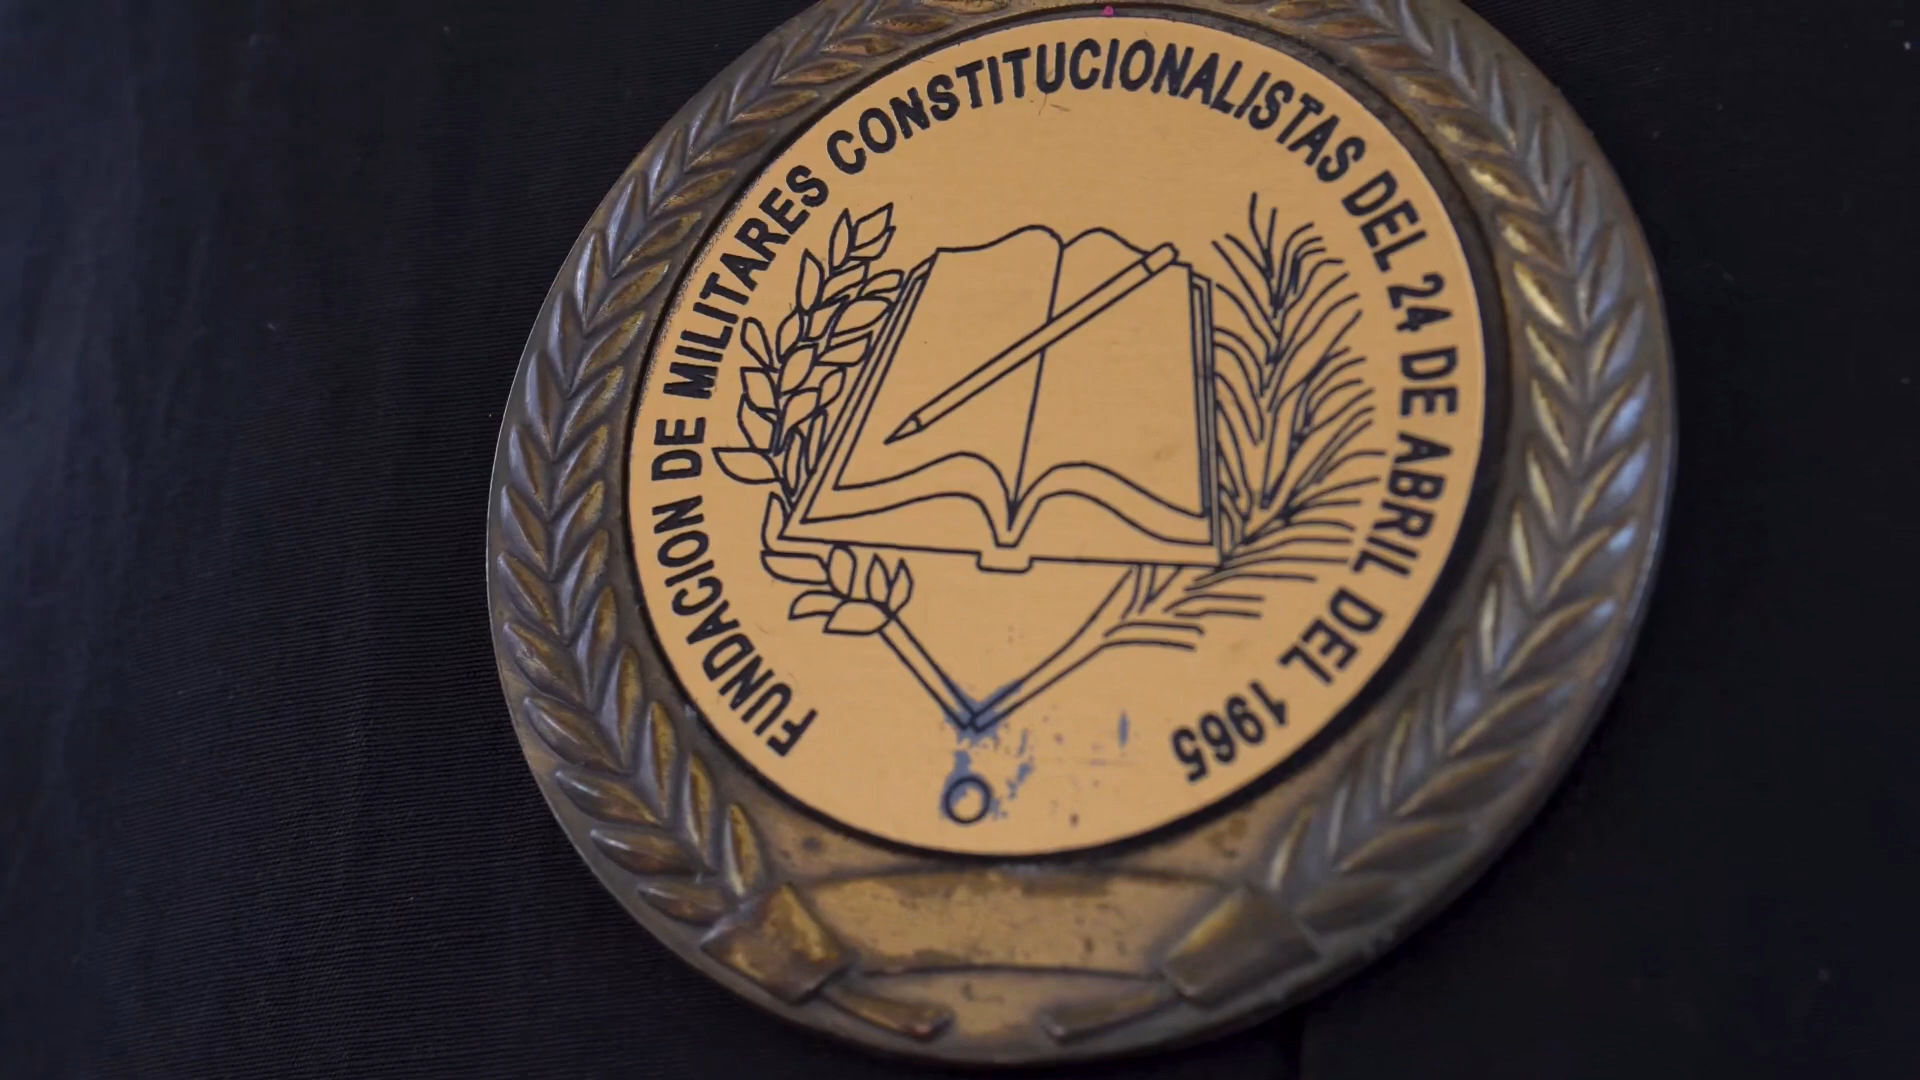 FUNDACION DE MILITARES CONSTITUCIONALISTAS DEL 24 DE ABRIL DEL 1965